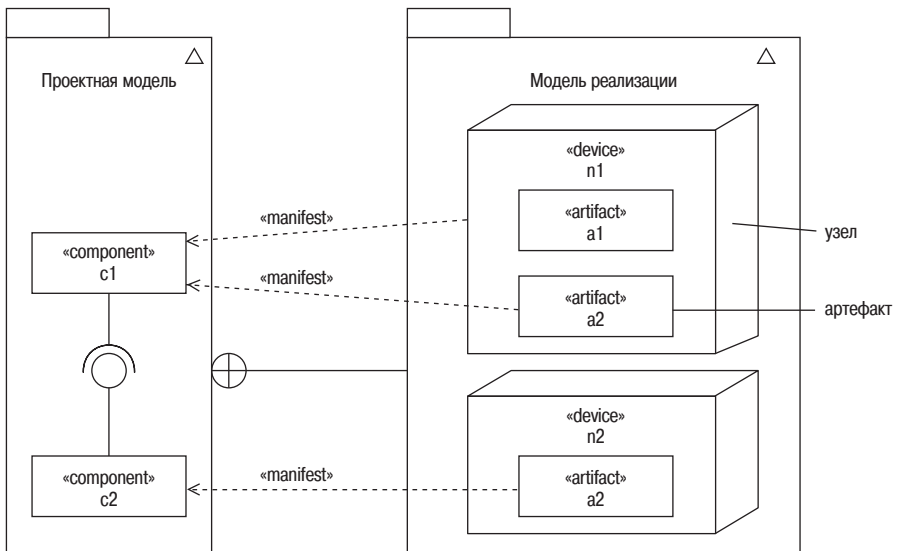 Проектная модель
«component»
c1
«component»
c2
«manifest»
«manifest»
«manifest»
Модель реализации
«device»
n1
«artifact»
a1
«artifact»
a2
«device»
n2
«artifact»
a2
узел
артефакт